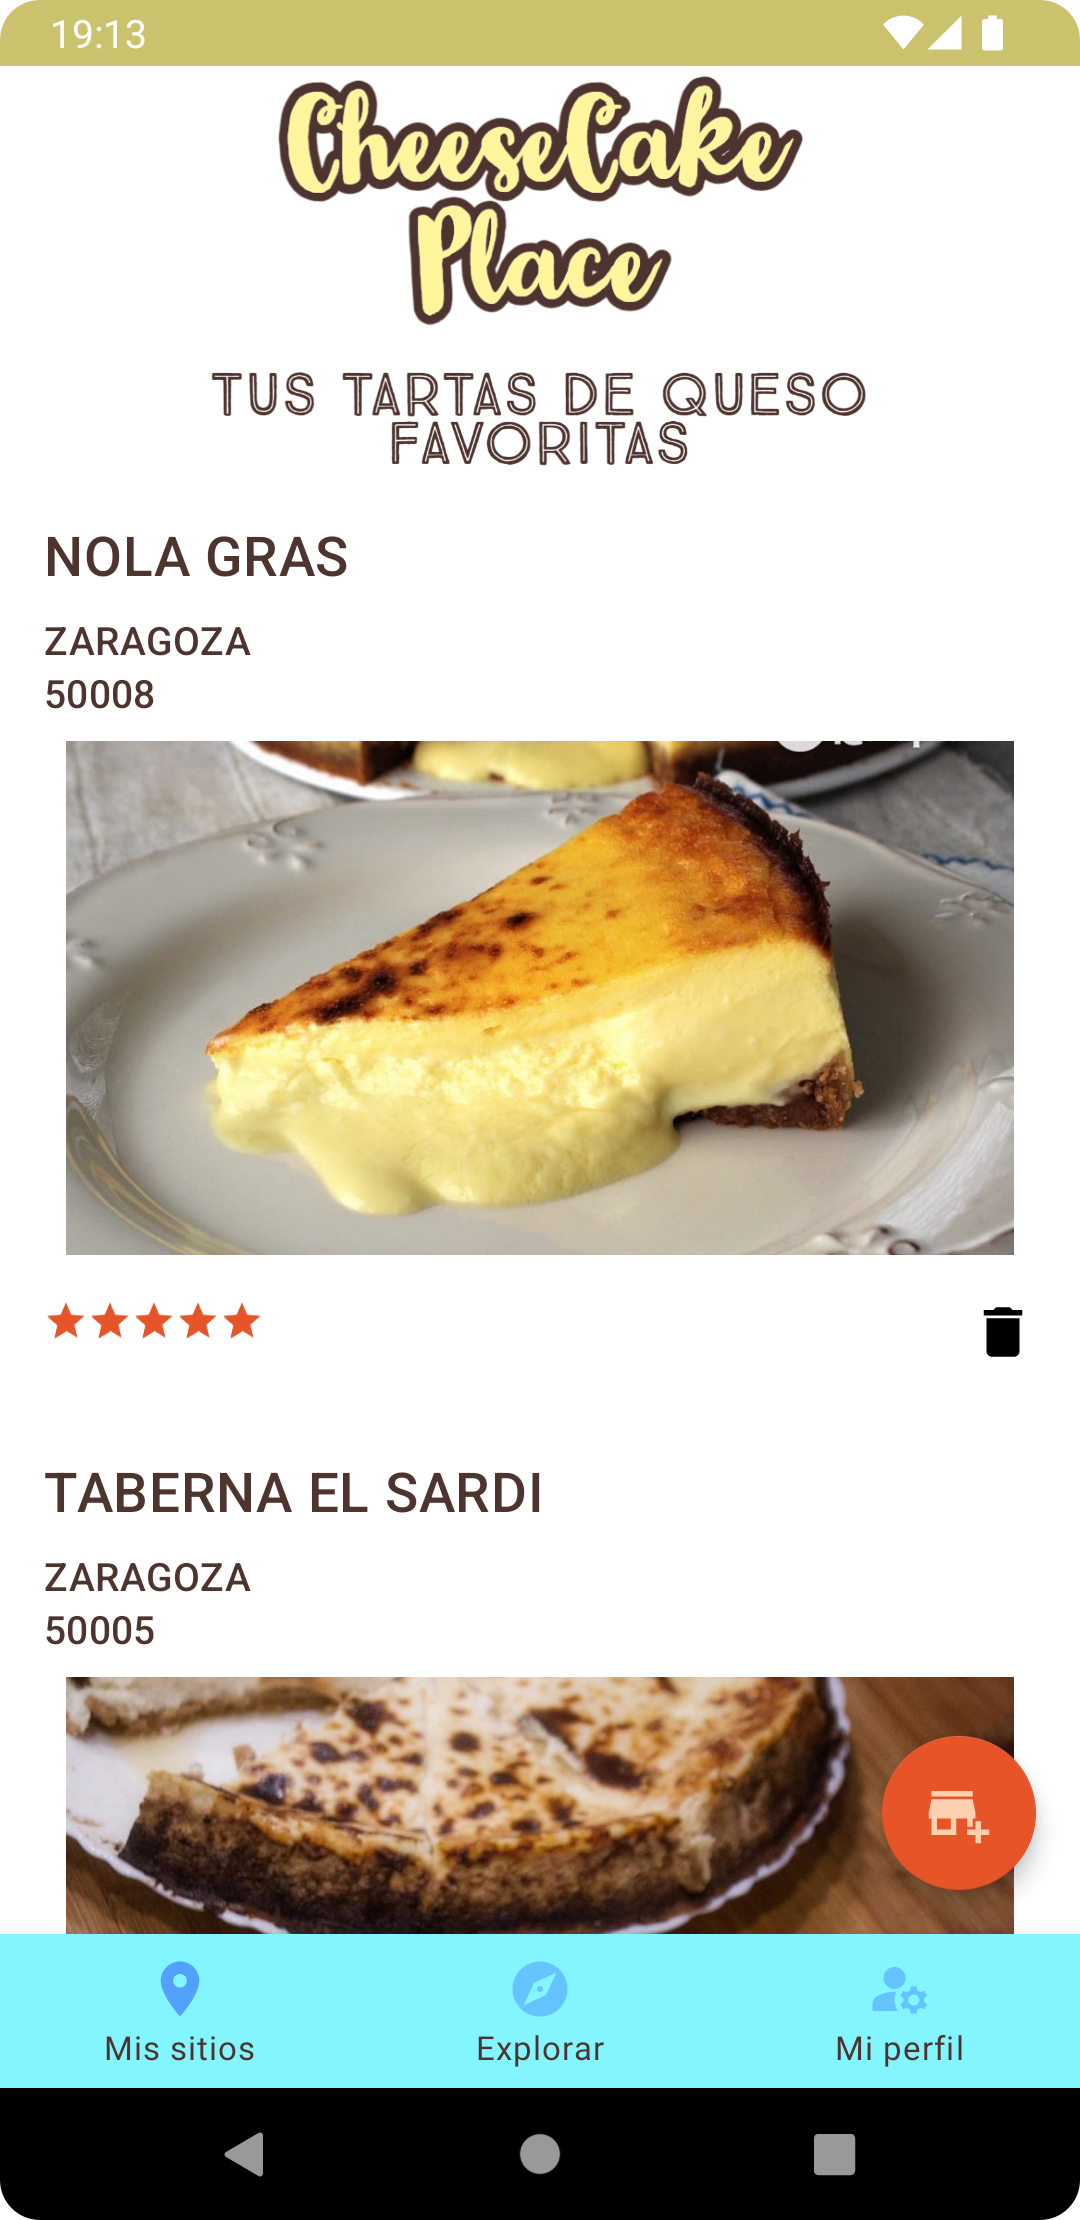 19:13
CheeseCake
Place
TUS TARTAS DE QUESO
FAVORITAS
NOLA GRAS
ZARAGOZA
50008
TABERNA EL SARDI
ZARAGOZA
50005
Mis sitios
Explorar
Mi perfil